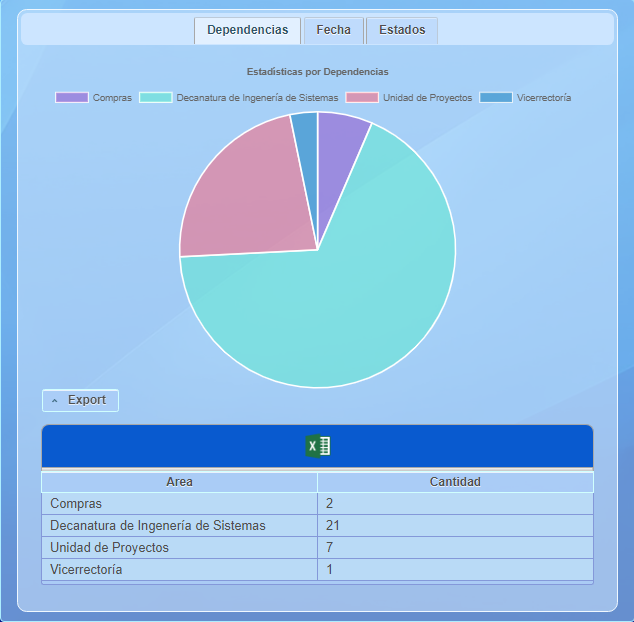 Dependencias Fecha Estados
Estadisticas por Dependencias
Compras Decanatura de Ingenería de Sistemas Unidad de Proyectos Vicerrectoría
Export
X
Area Cantidad
Compras 2
Decanatura de Ingenería de Sistemas 21
Unidad de Proyectos 7
Vicerrectoría 1